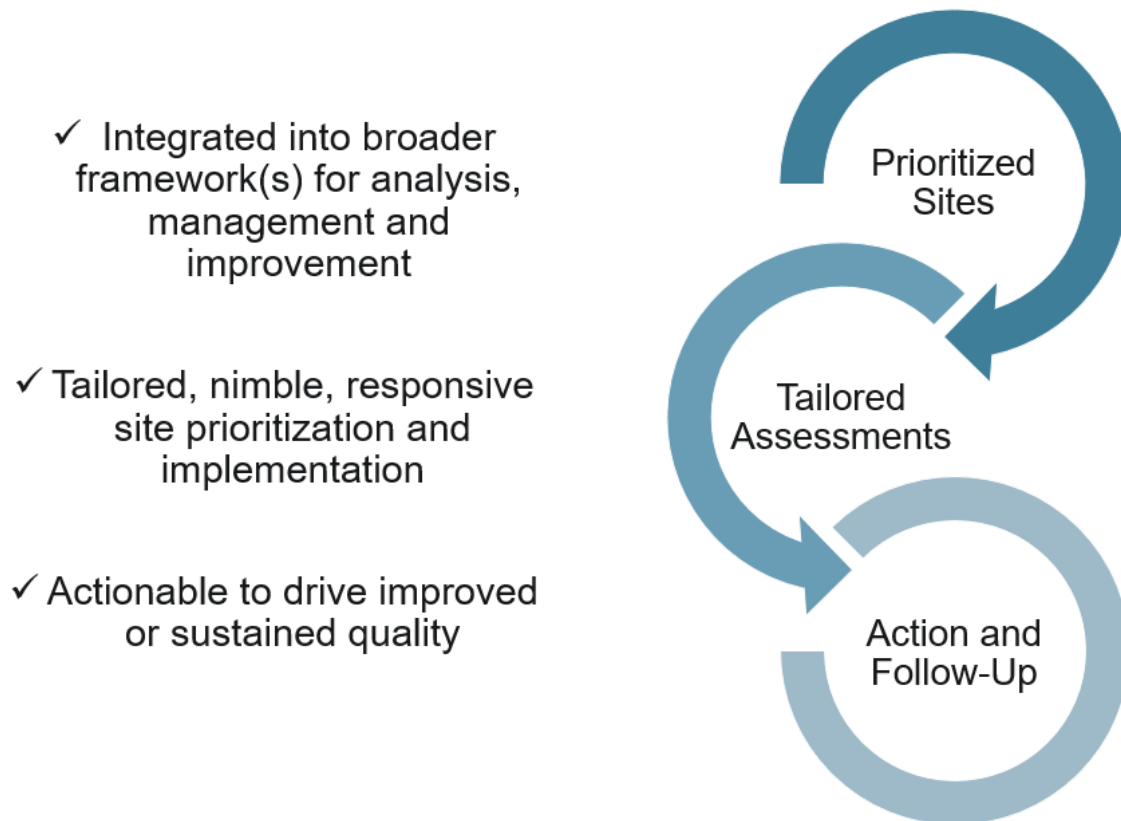 ✓ Integrated into broader
framework(s) for analysis,
management and
improvement
✓ Tailored, nimble, responsive
site prioritization and
implementation
✓ Actionable to drive improved
or sustained quality
Prioritized
Sites
Tailored
Assessments
Action and
Follow-Up